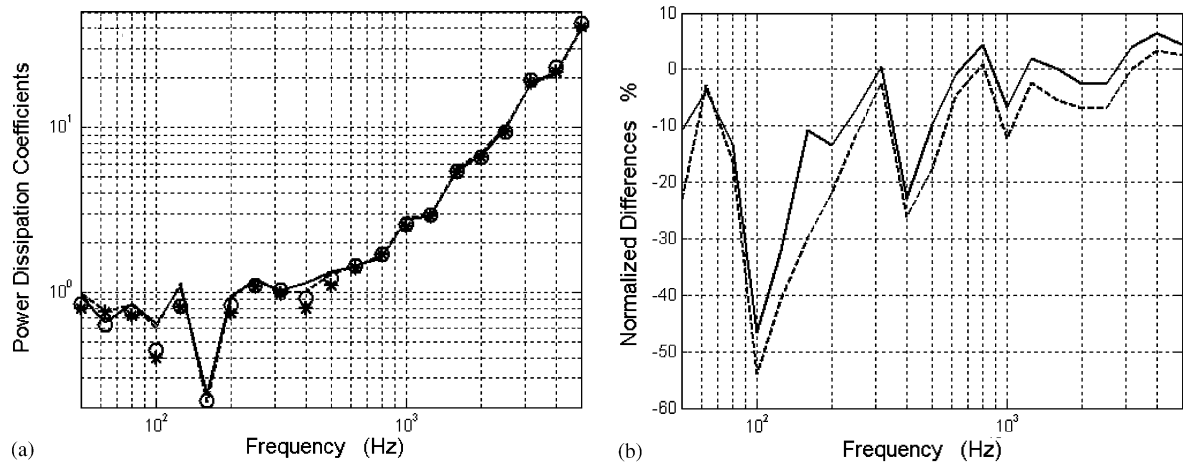 Power Dissipation Coefficients
10¹
10⁰
10²
10³
Frequency (Hz)
(a)
Normalized Differences %
10
0
-10
-20
-30
-40
-50
-60
10²
10³
Frequency (Hz)
(b)